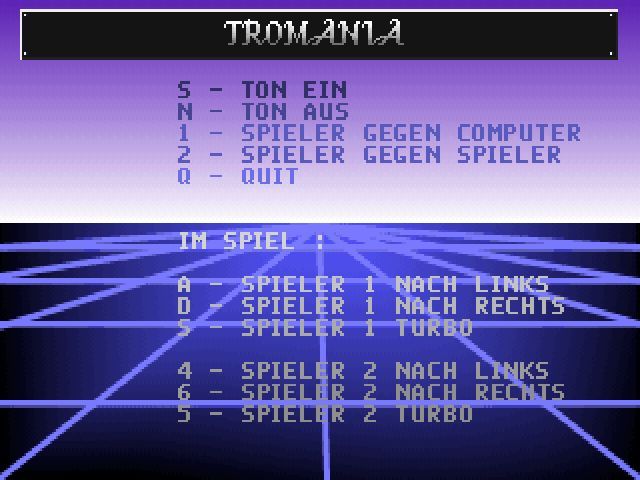 TROMANIA
S - TON EIN
N - TON AUS
1 - SPIELER GEGEN COMPUTER
2 - SPIELER GEGEN SPIELER
Q - QUIT
IM SPIEL :
A - SPIELER 1 NACH LINKS
D - SPIELER 1 NACH RECHTS
S - SPIELER 1 TURBO
4 - SPIELER 2 NACH LINKS
6 - SPIELER 2 NACH RECHTS
5 - SPIELER 2 TURBO